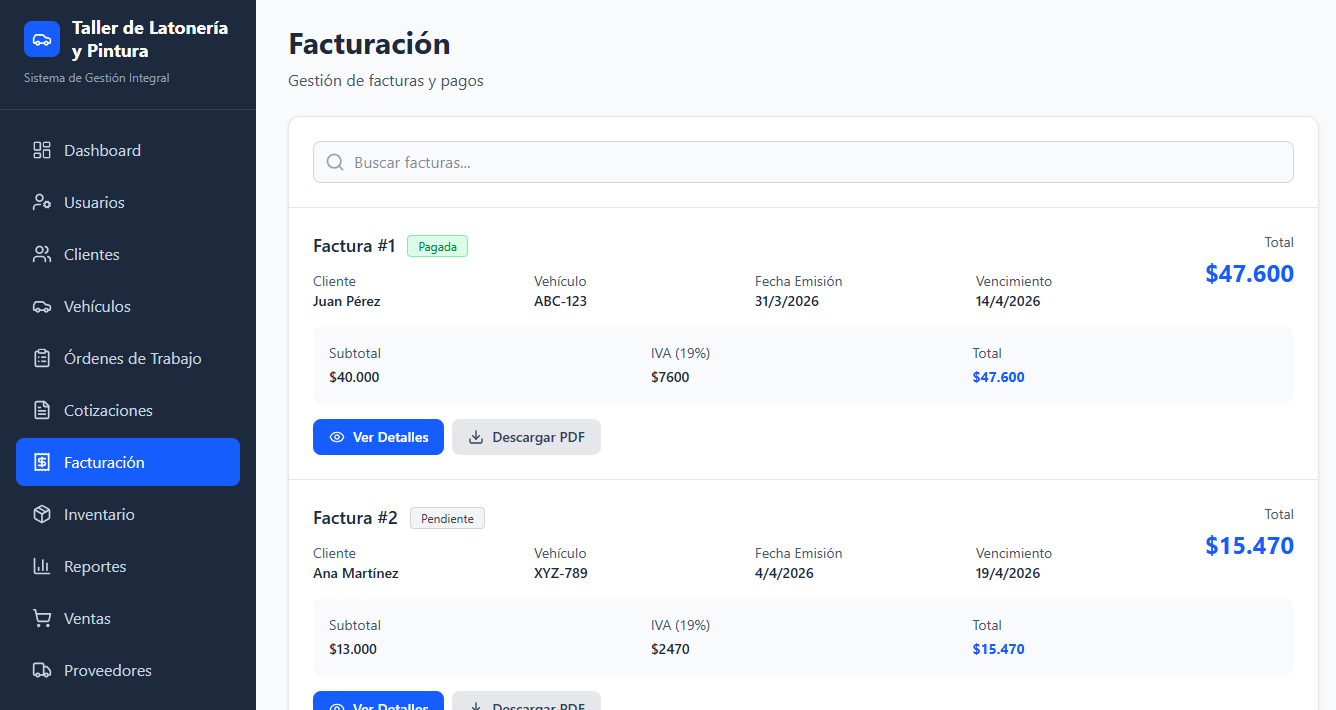 Taller de Latonería
y Pintura
Sistema de Gestión Integral
Dashboard
Usuarios
Clientes
Vehículos
Órdenes de Trabajo
Cotizaciones
Facturación
Inventario
Reportes
Ventas
Proveedores
Facturación
Gestión de facturas y pagos
Buscar facturas...
Factura #1 Pagada
Total
$47.600
Cliente Vehículo Fecha Emisión Vencimiento
Juan Pérez ABC-123 31/3/2026 14/4/2026
Subtotal IVA (19%) Total
$40.000 $7600 $47.600
Ver Detalles Descargar PDF
Factura #2 Pendiente
Total
$15.470
Cliente Vehículo Fecha Emisión Vencimiento
Ana Martínez XYZ-789 4/4/2026 19/4/2026
Subtotal IVA (19%) Total
$13.000 $2470 $15.470
Ver Detalles Descargar PDF